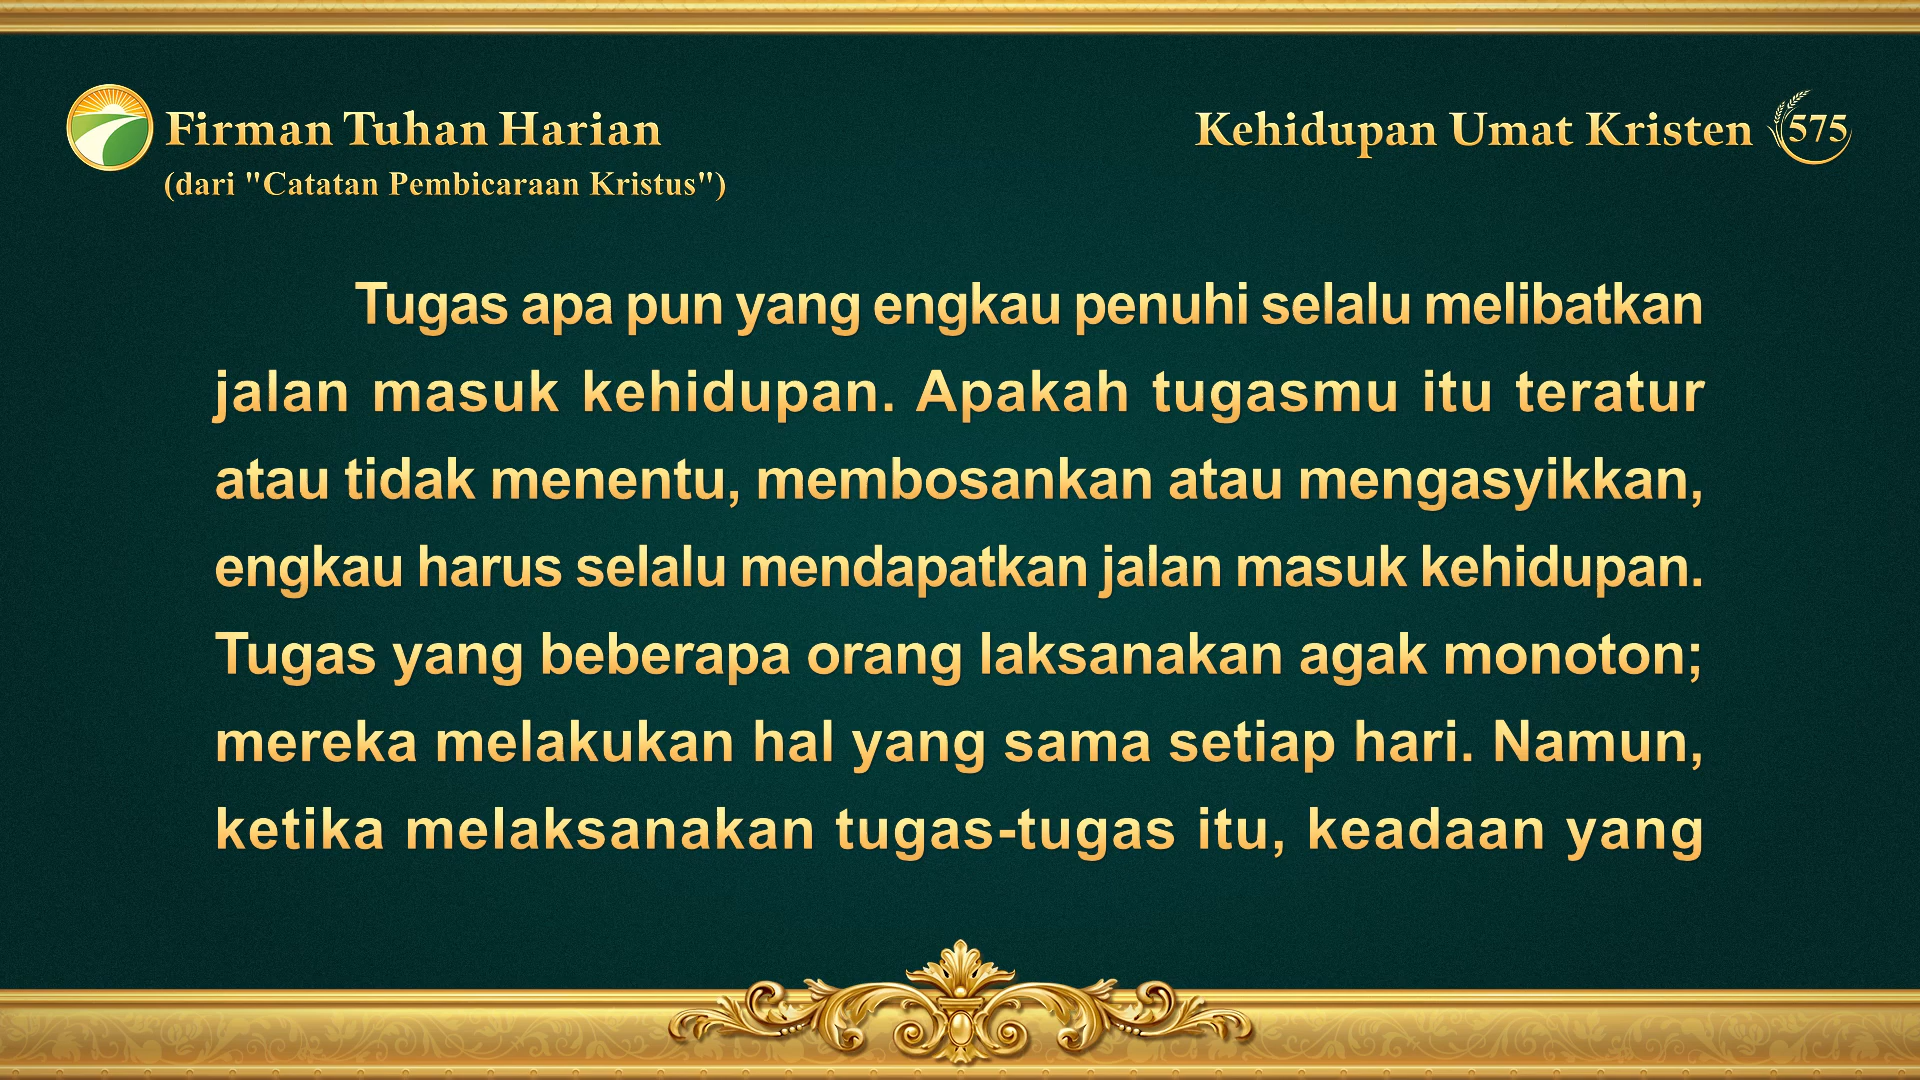 Firman Tuhan Harian
(dari "Catatan Pembicaraan Kristus")
Kehidupan Umat Kristen 575
Tugas apa pun yang engkau penuhi selalu melibatkan
jalan masuk kehidupan. Apakah tugasmu itu teratur
atau tidak menentu, membosankan atau mengasyikkan,
engkau harus selalu mendapatkan jalan masuk kehidupan.
Tugas yang beberapa orang laksanakan agak monoton;
mereka melakukan hal yang sama setiap hari. Namun,
ketika melaksanakan tugas-tugas itu, keadaan yang